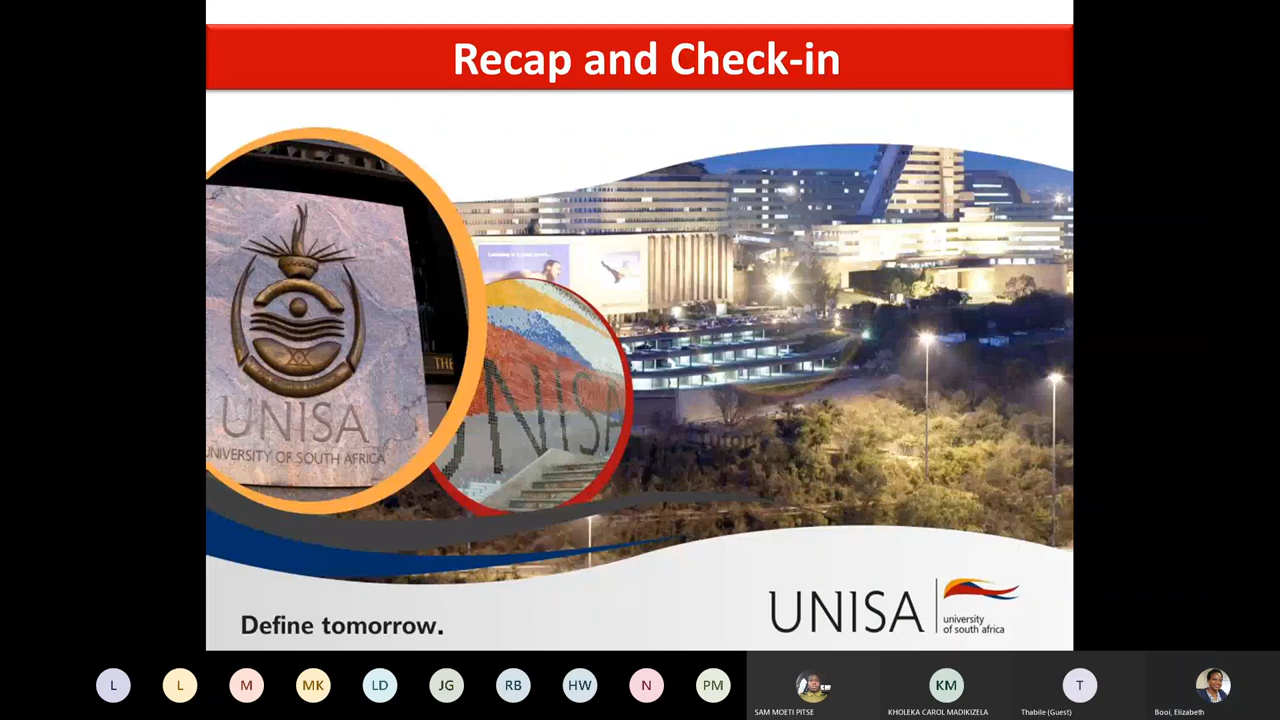 Recap and Check-in
THE
UNISA
UNIVERSITY OF SOUTH AFRICA
UNISA
Define tomorrow.
UNISA
university
of south africa
L
L
M
MK
LD
JG
RB
HW
N
PM
KM
T
SAM MOETI PITSE
KHOLEKA CAROL MADIKIZELA
Thabile (Guest)
Booi, Elizabeth